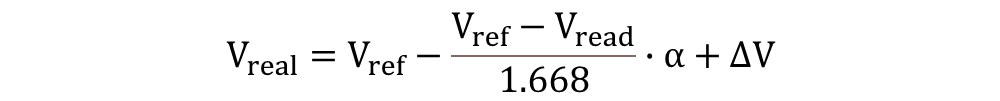 V_real = V_ref − (V_ref − V_read)/1.668 · α + ΔV